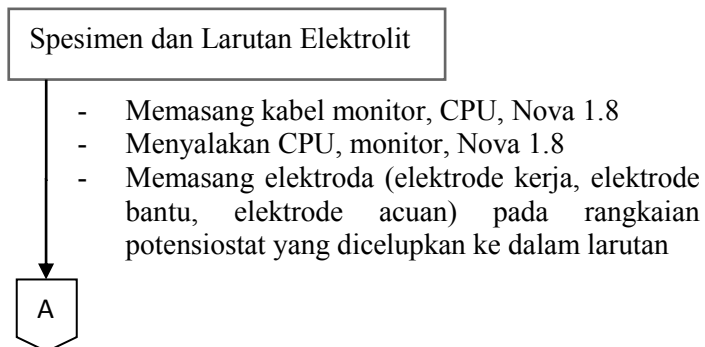 Spesimen dan Larutan Elektrolit
- Memasang kabel monitor, CPU, Nova 1.8
- Menyalakan CPU, monitor, Nova 1.8
- Memasang elektroda (elektrode kerja, elektrode
bantu, elektrode acuan) pada rangkaian
potensiostat yang dicelupkan ke dalam larutan
A